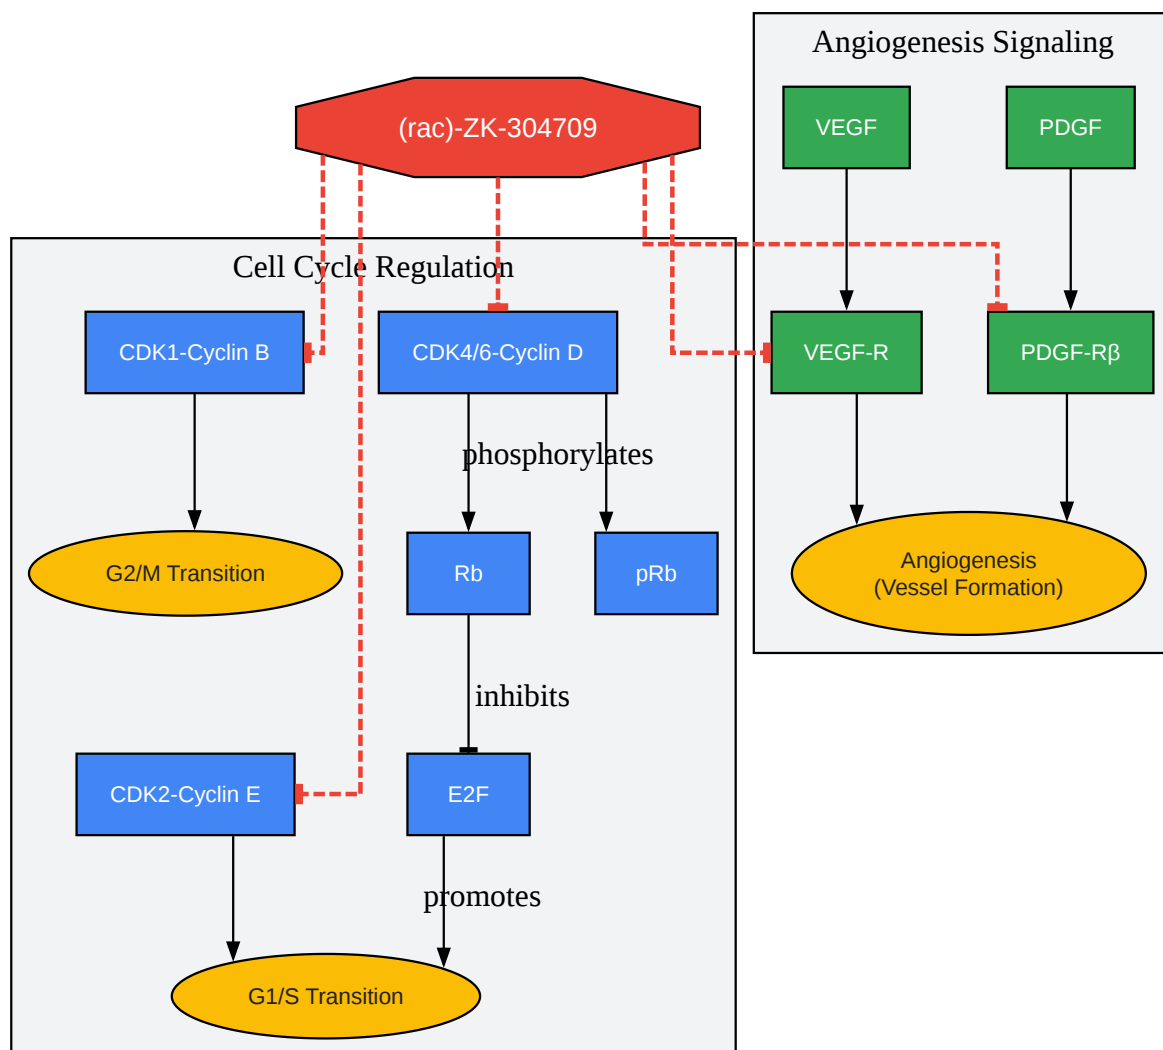 Angiogenesis Signaling
(rac)-ZK-304709
VEGF
PDGF
Cell Cycle Regulation
CDK1-Cyclin B
CDK4/6-Cyclin D
VEGF-R
PDGF-Rβ
phosphorylates
G2/M Transition
Rb
pRb
Angiogenesis
(Vessel Formation)
inhibits
CDK2-Cyclin E
E2F
promotes
G1/S Transition